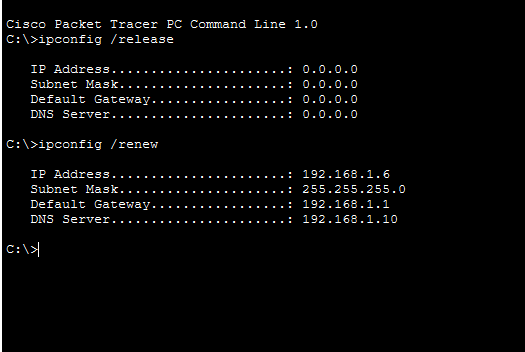 Cisco Packet Tracer PC Command Line 1.0
C:\>ipconfig /release
IP Address......................: 0.0.0.0
Subnet Mask.....................: 0.0.0.0
Default Gateway.................: 0.0.0.0
DNS Server......................: 0.0.0.0
C:\>ipconfig /renew
IP Address......................: 192.168.1.6
Subnet Mask.....................: 255.255.255.0
Default Gateway.................: 192.168.1.1
DNS Server......................: 192.168.1.10
C:\>